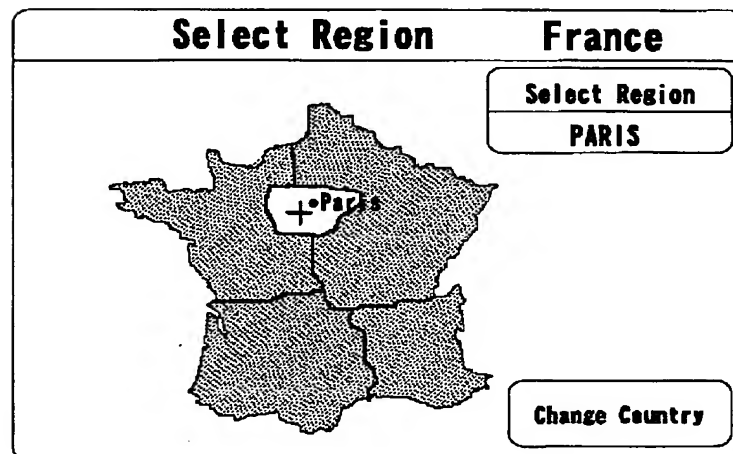 Select Region France
Select Region
PARIS
Paris
Change Country